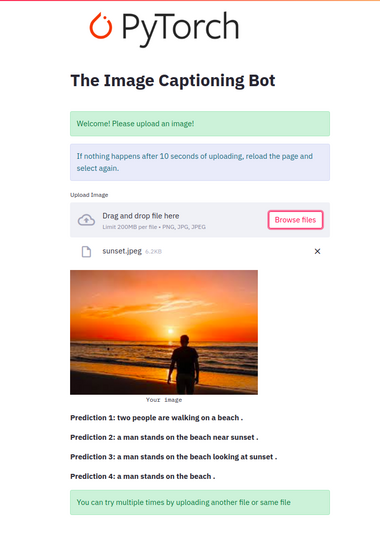 PyTorch
The Image Captioning Bot
Welcome! Please upload an image!
If nothing happens after 10 seconds of uploading, reload the page and
select again.
Upload Image
Drag and drop file here
Limit 200MB per file • PNG, JPG, JPEG
Browse files
sunset.jpeg 6.2KB
Your image
Prediction 1: two people are walking on a beach .
Prediction 2: a man stands on the beach near sunset .
Prediction 3: a man stands on the beach looking at sunset .
Prediction 4: a man stands on the beach .
You can try multiple times by uploading another file or same file